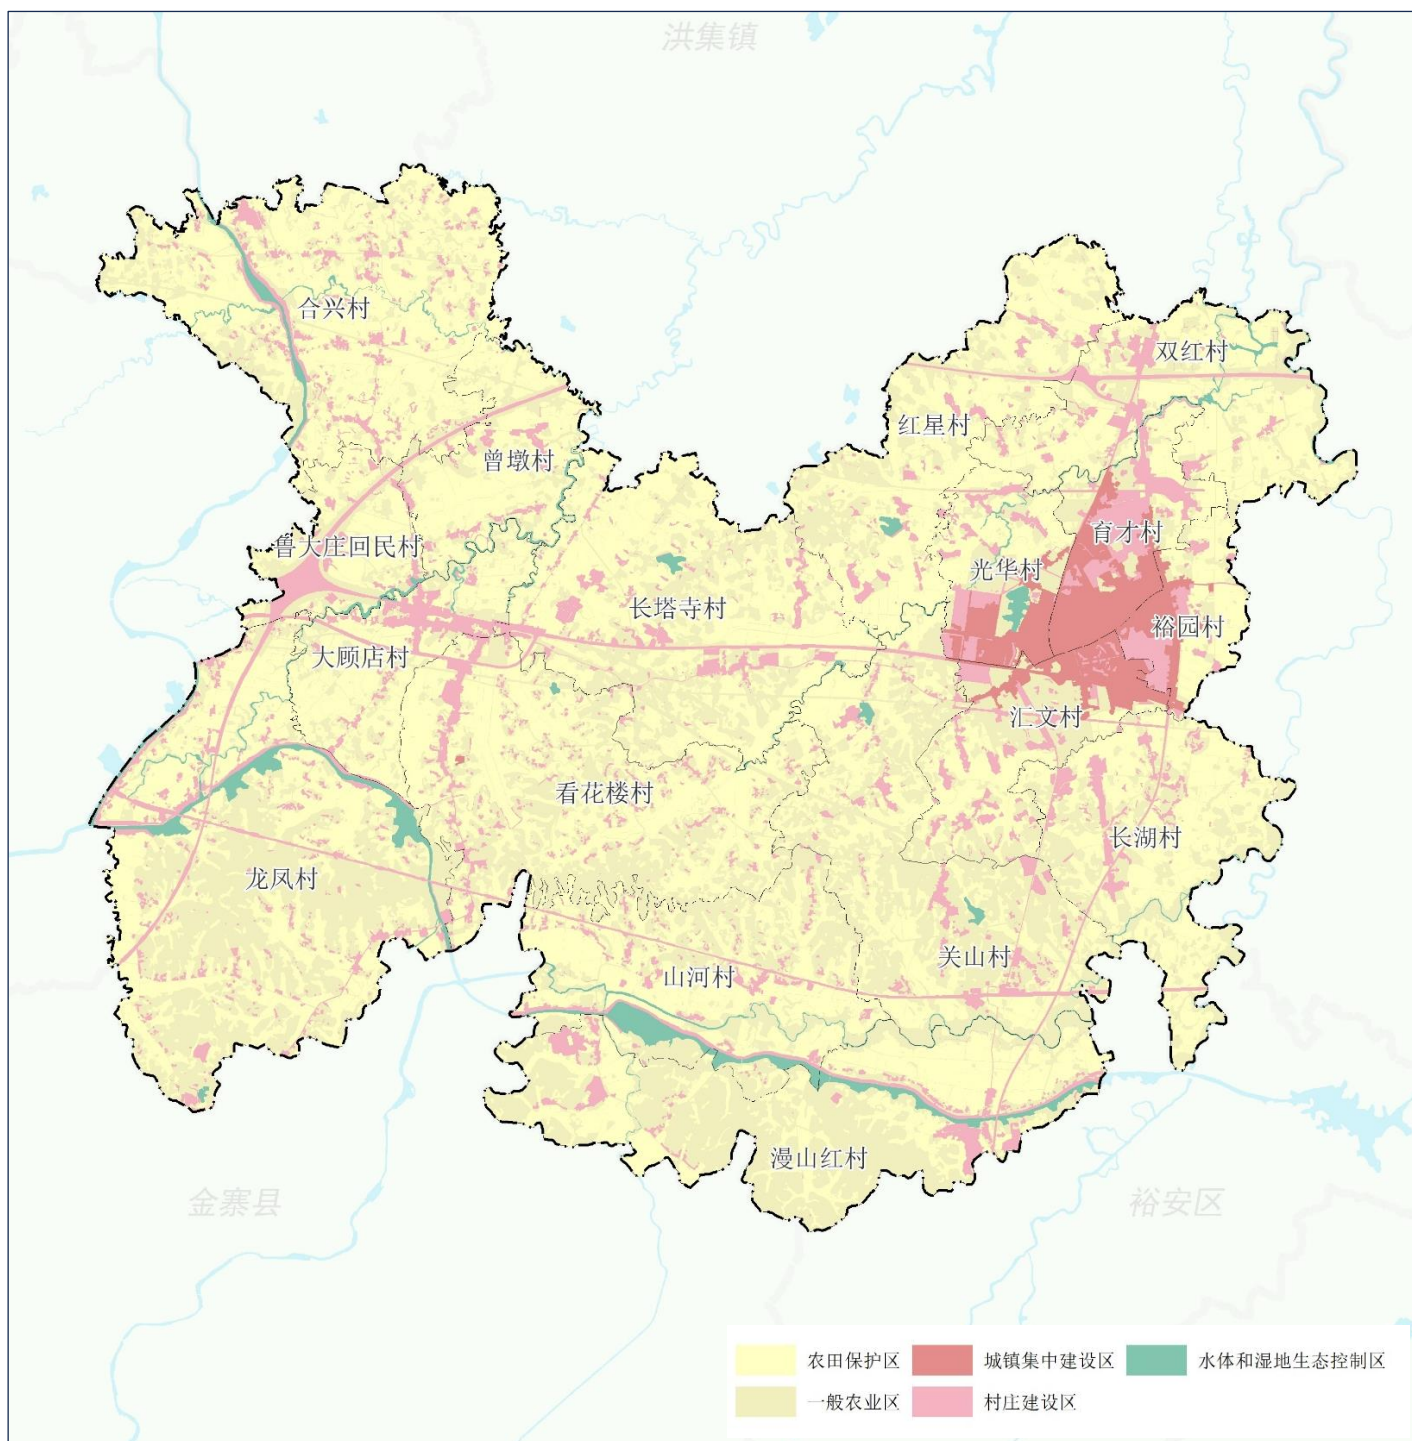 洪集镇
合兴村
双红村
红星村
曾墩村
育才村
鲁大庄回民村
光华村
长塔寺村
裕园村
大顾店村
汇文村
看花楼村
长湖村
龙凤村
关山村
山河村
漫山红村
金寨县
裕安区
农田保护区 城镇集中建设区 水体和湿地生态控制区
一般农业区 村庄建设区